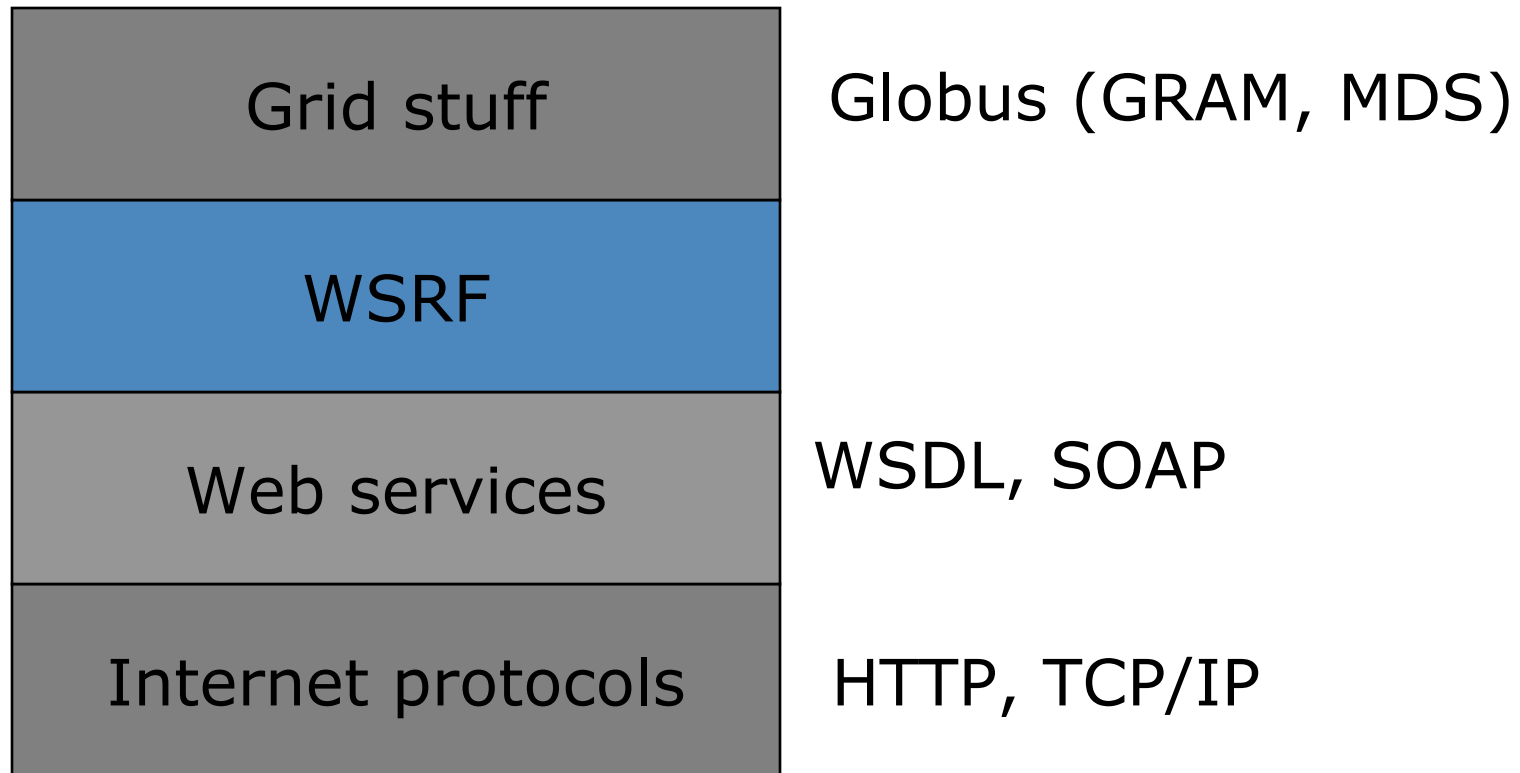 Grid stuff
Globus (GRAM, MDS)
WSRF
Web services
WSDL, SOAP
Internet protocols
HTTP, TCP/IP